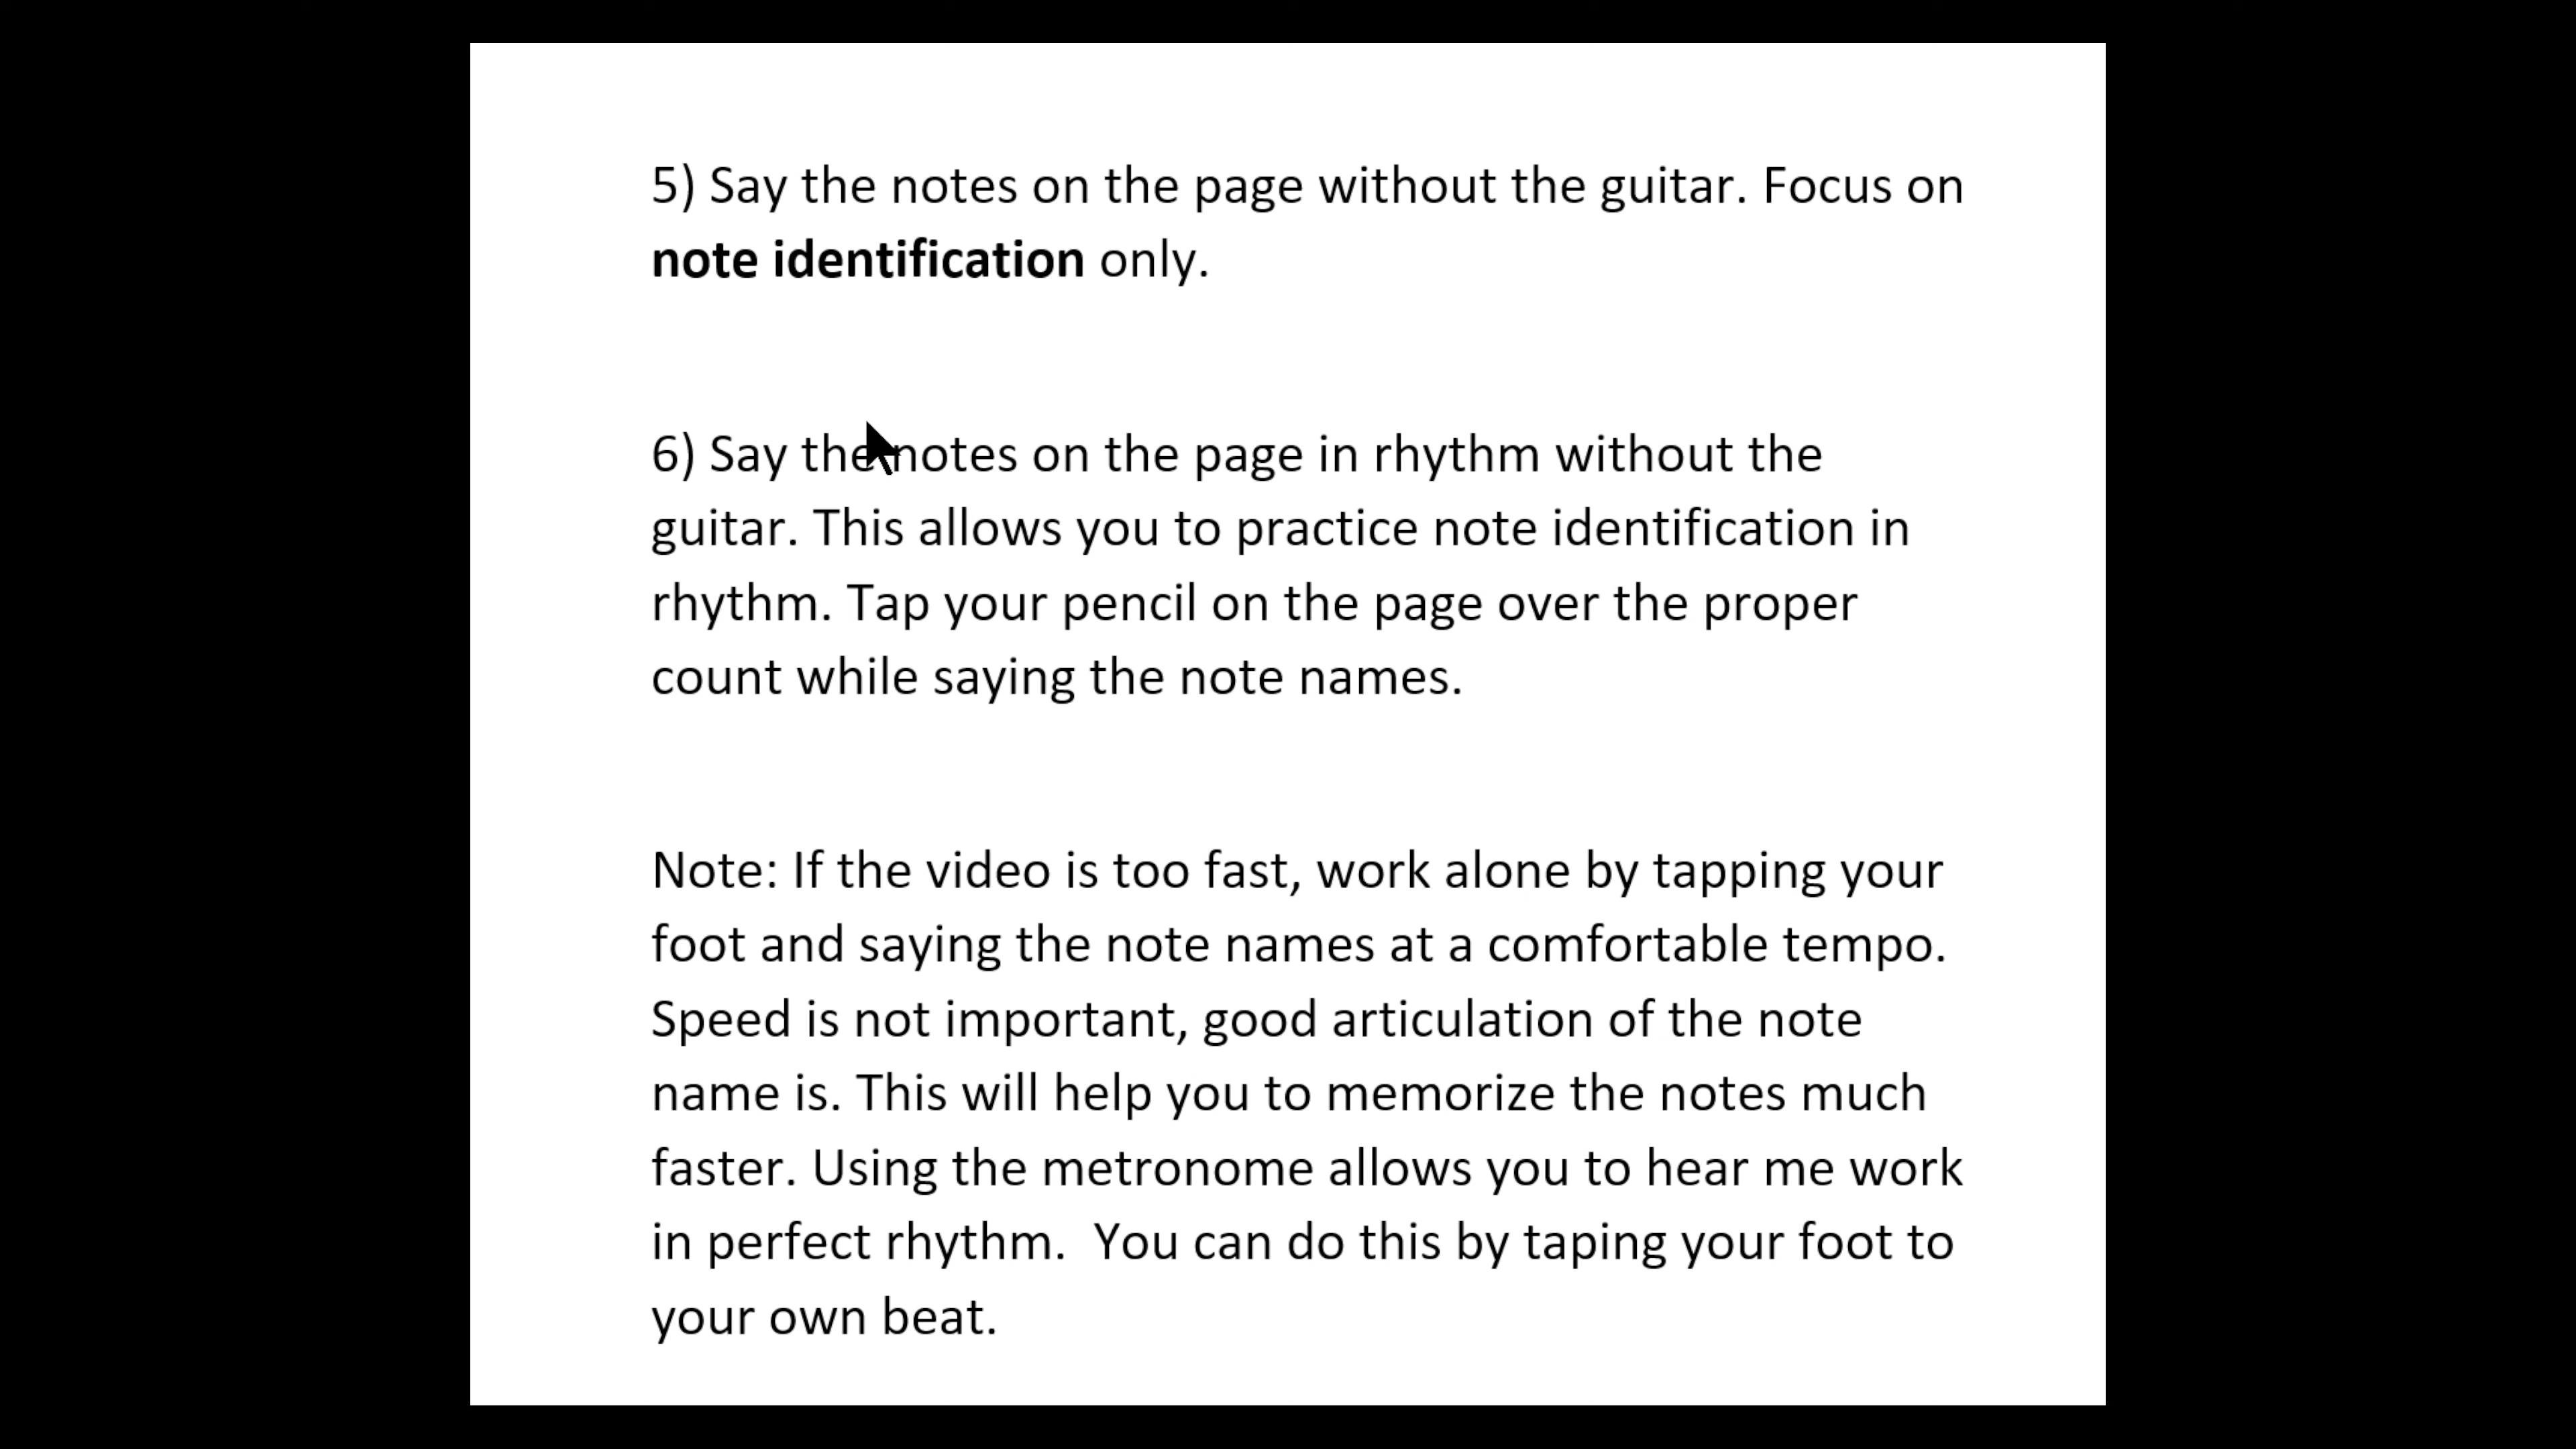 5) Say the notes on the page without the guitar. Focus on
note identification only.
6) Say the notes on the page in rhythm without the
guitar. This allows you to practice note identification in
rhythm. Tap your pencil on the page over the proper
count while saying the note names.
Note: If the video is too fast, work alone by tapping your
foot and saying the note names at a comfortable tempo.
Speed is not important, good articulation of the note
name is. This will help you to memorize the notes much
faster. Using the metronome allows you to hear me work
in perfect rhythm.  You can do this by taping your foot to
your own beat.